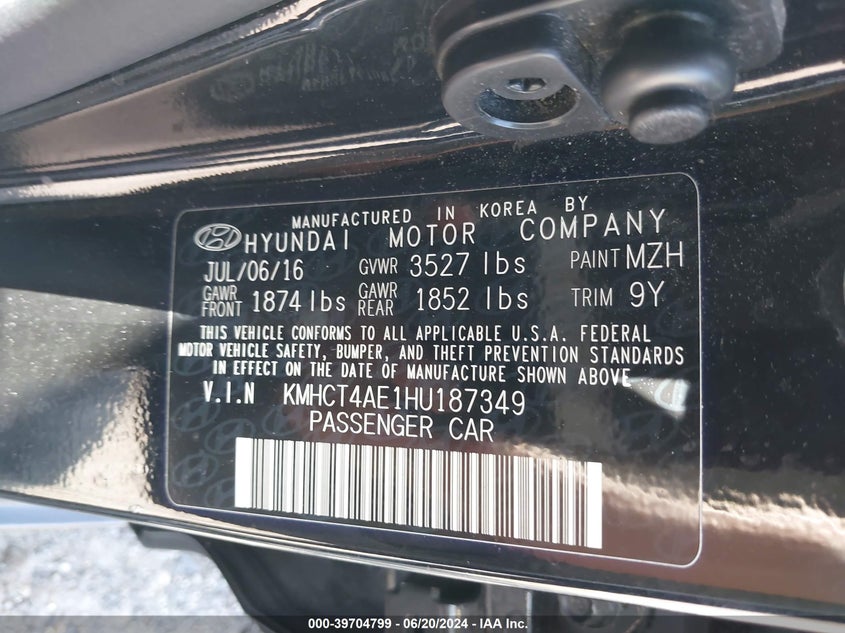 MANUFACTURED IN KOREA BY
HYUNDAI MOTOR COMPANY
JUL/06/16 GVWR 3527 lbs PAINT MZH
GAWR FRONT 1874 lbs GAWR REAR 1852 lbs TRIM 9Y
THIS VEHICLE CONFORMS TO ALL APPLICABLE U.S.A. FEDERAL
MOTOR VEHICLE SAFETY, BUMPER, AND THEFT PREVENTION STANDARDS
IN EFFECT ON THE DATE OF MANUFACTURE SHOWN ABOVE
V.I.N KMHCT4AE1HU187349
PASSENGER CAR
000-39704799 - 06/20/2024 - IAA Inc.